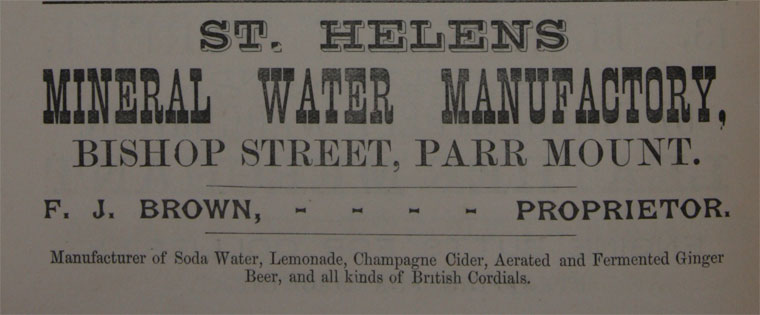 ST. HELENS
MINERAL WATER MANUFACTORY,
BISHOP STREET, PARR MOUNT.
F. J. BROWN, - - - - PROPRIETOR.
Manufacturer of Soda Water, Lemonade, Champagne Cider, Aerated and Fermented Ginger
Beer, and all kinds of British Cordials.